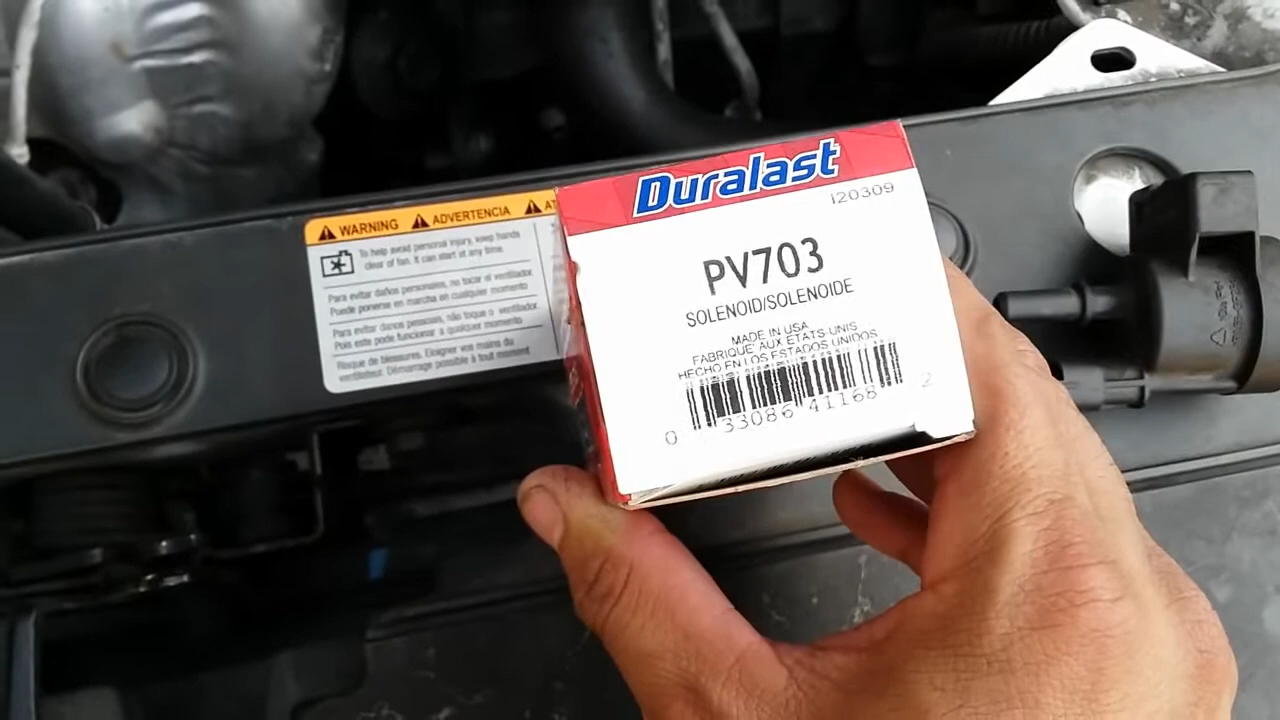 WARNING ADVERTENCIA AT
To help avoid personal injury, keep hands
clear of fan. It can start at any time.
Para evitar daños personales, no tocar el ventilador.
Puede ponerse en marcha en cualquier momento
Para evitar danos pessoais, não toque o ventilador.
Pois este pode funcionar a qualquer momento
Risque de blessures. Eloigner vos mains du
ventilateur. Démarrage possible à tout moment
Duralast
120309
PV703
SOLENOID/SOLENOIDE
MADE IN USA
FABRIQUE' AUX ETATS-UNIS
HECHO EN LOS ESTADOS UNIDOS
0 33086 41168 2